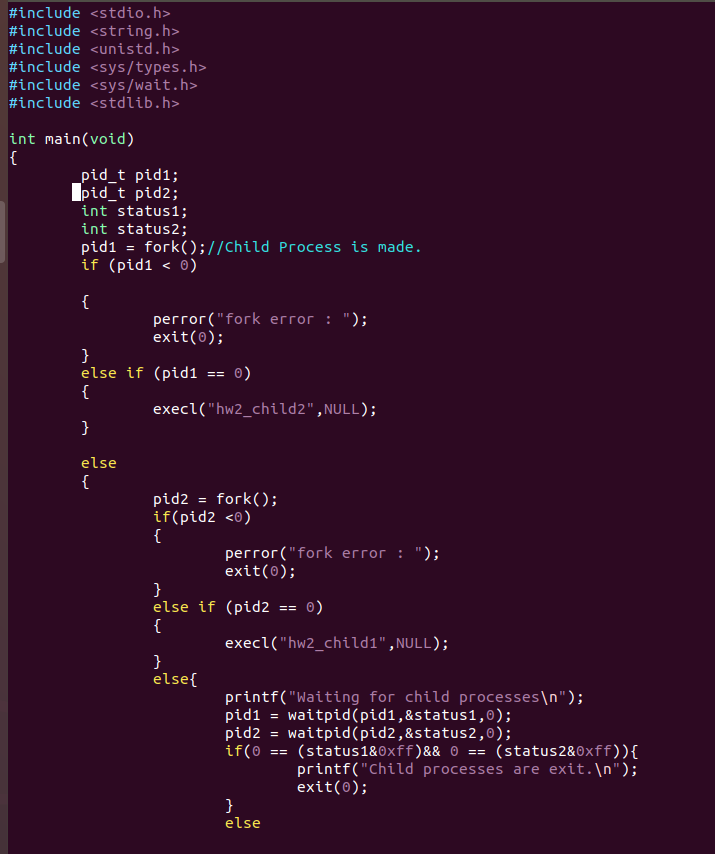 #include <stdio.h>
#include <string.h>
#include <unistd.h>
#include <sys/types.h>
#include <sys/wait.h>
#include <stdlib.h>

int main(void)
{
        pid_t pid1;
        pid_t pid2;
        int status1;
        int status2;
        pid1 = fork();//Child Process is made.
        if (pid1 < 0)

        {
                perror("fork error : ");
                exit(0);
        }
        else if (pid1 == 0)
        {
                execl("hw2_child2",NULL);
        }

        else
        {
                pid2 = fork();
                if(pid2 <0)
                {
                        perror("fork error : ");
                        exit(0);
                }
                else if (pid2 == 0)
                {
                        execl("hw2_child1",NULL);
                }
                else{
                        printf("Waiting for child processes\n");
                        pid1 = waitpid(pid1,&status1,0);
                        pid2 = waitpid(pid2,&status2,0);
                        if(0 == (status1&0xff)&& 0 == (status2&0xff)){
                                printf("Child processes are exit.\n");
                                exit(0);
                        }
                        else